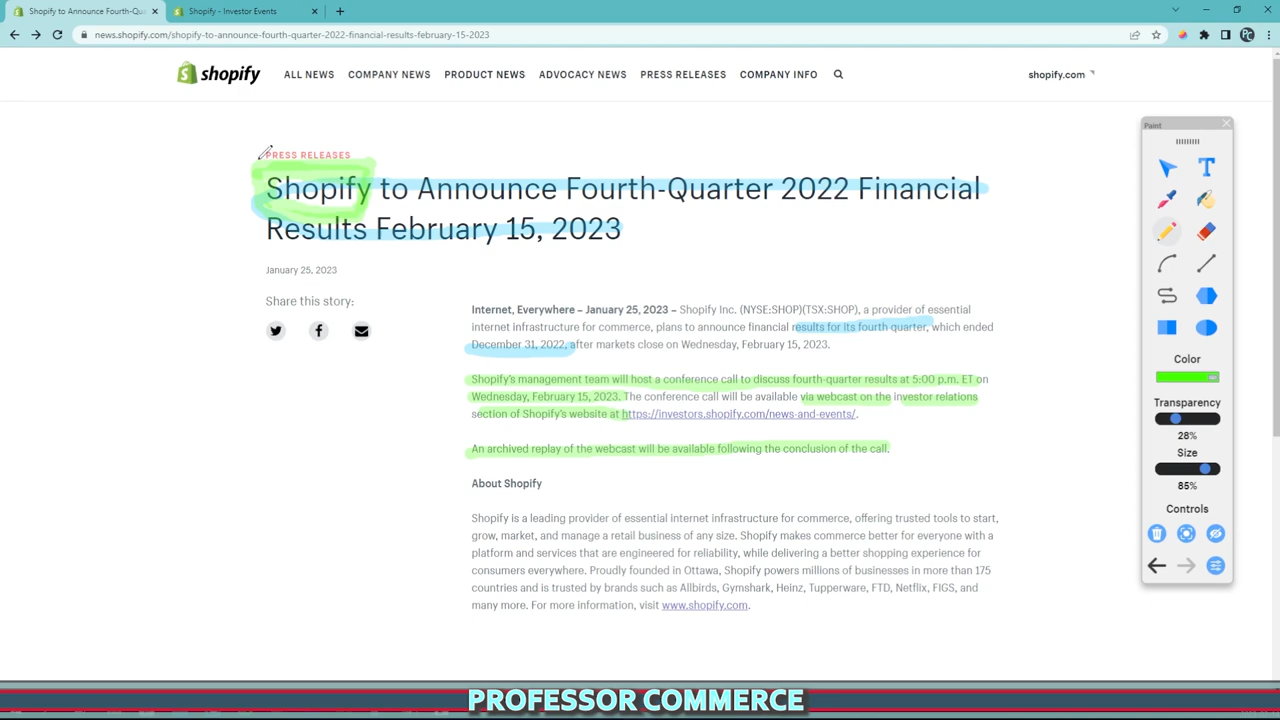 Shopify to Announce Fourth-Qu
Shopify - Investor Events
news.shopify.com/shopify-to-announce-fourth-quarter-2022-financial-results-february-15-2023
shopify ALL NEWS COMPANY NEWS PRODUCT NEWS ADVOCACY NEWS PRESS RELEASES COMPANY INFO shopify.com
PRESS RELEASES
Shopify to Announce Fourth-Quarter 2022 Financial
Results February 15, 2023
January 25, 2023
Share this story:
Internet, Everywhere – January 25, 2023 – Shopify Inc. (NYSE:SHOP)(TSX:SHOP), a provider of essential
internet infrastructure for commerce, plans to announce financial results for its fourth quarter, which ended
December 31, 2022, after markets close on Wednesday, February 15, 2023.
Shopify's management team will host a conference call to discuss fourth-quarter results at 5:00 p.m. ET on
Wednesday, February 15, 2023. The conference call will be available via webcast on the investor relations
section of Shopify's website at https://investors.shopify.com/news-and-events/.
An archived replay of the webcast will be available following the conclusion of the call.
About Shopify
Shopify is a leading provider of essential internet infrastructure for commerce, offering trusted tools to start,
grow, market, and manage a retail business of any size. Shopify makes commerce better for everyone with a
platform and services that are engineered for reliability, while delivering a better shopping experience for
consumers everywhere. Proudly founded in Ottawa, Shopify powers millions of businesses in more than 175
countries and is trusted by brands such as Allbirds, Gymshark, Heinz, Tupperware, FTD, Netflix, FIGS, and
many more. For more information, visit www.shopify.com.
Paint
T
Color
Transparency
28%
Size
85%
Controls
PROFESSOR COMMERCE